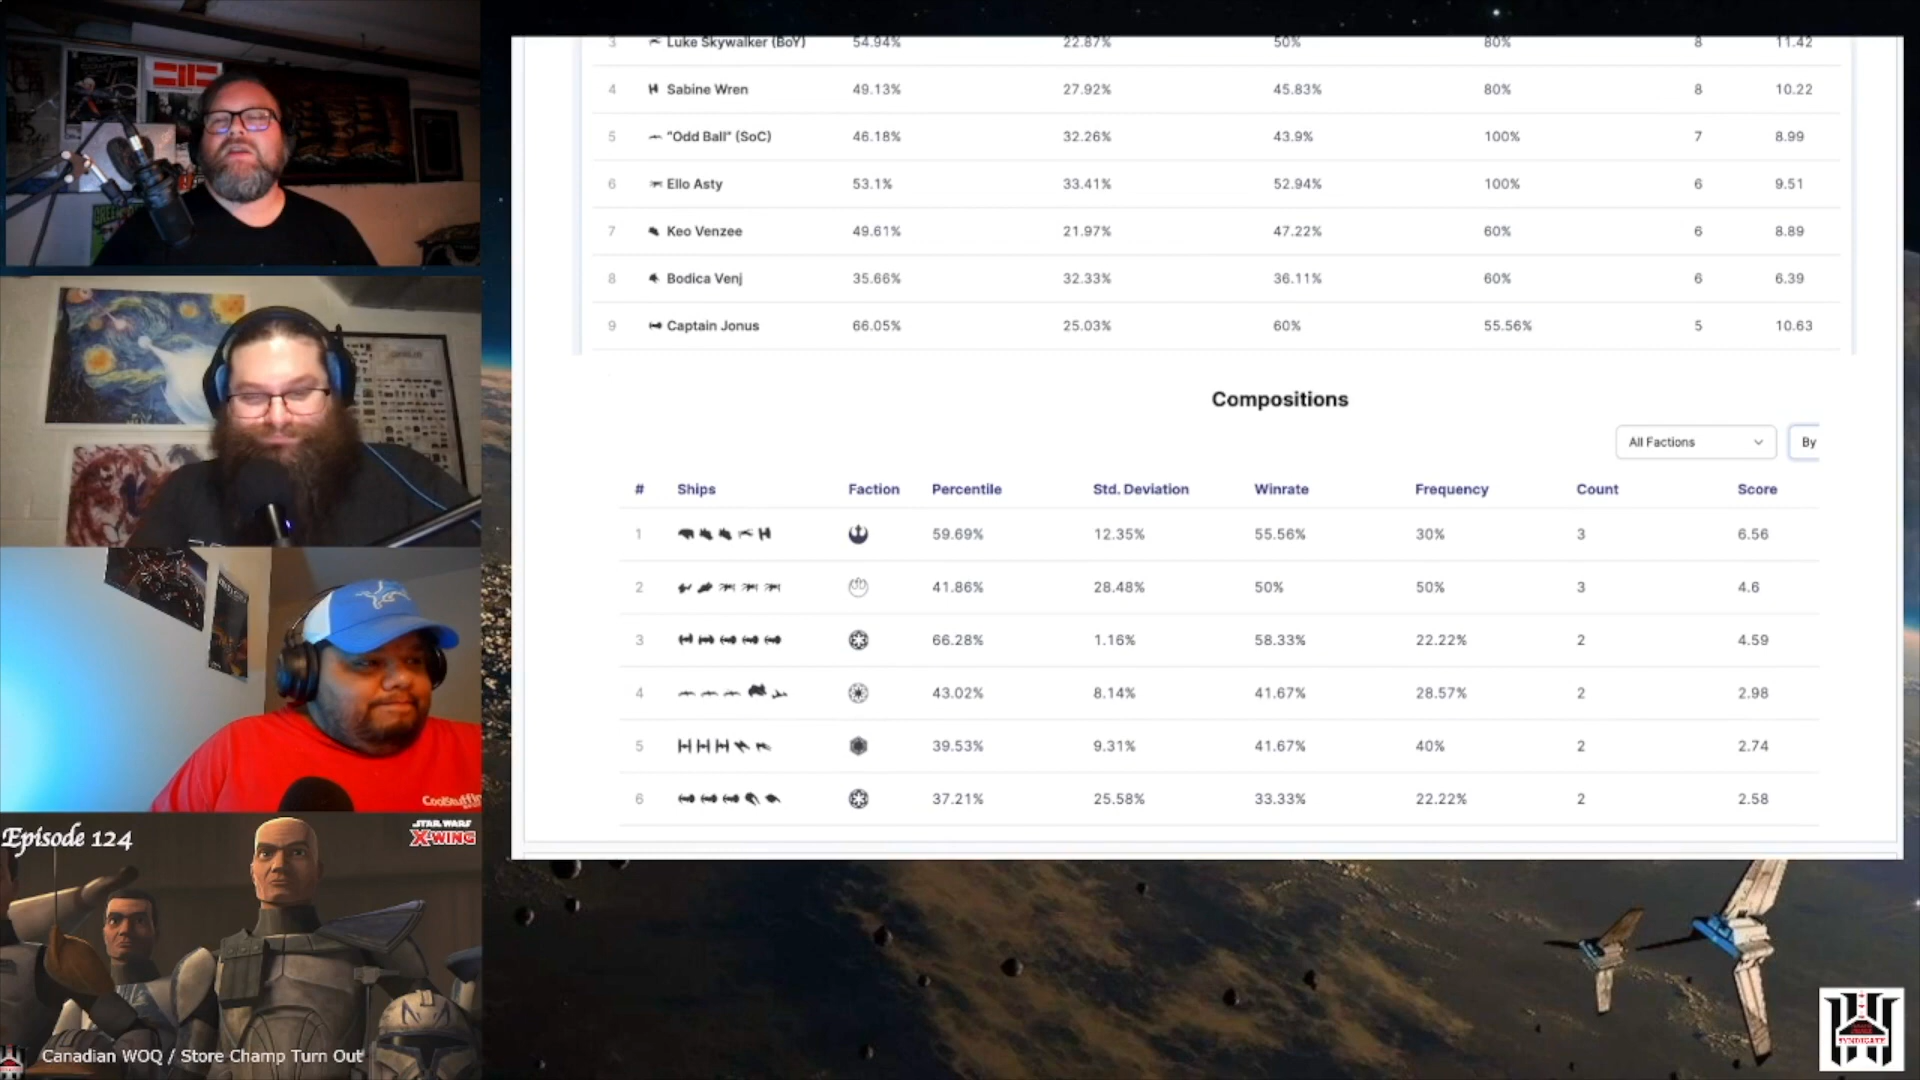 3 Luke Skywalker (BoY) 54.94% 22.87% 50% 80% 8 11.42
4 Sabine Wren 49.13% 27.92% 45.83% 80% 8 10.22
5 "Odd Ball" (SoC) 46.18% 32.26% 43.9% 100% 7 8.99
6 Ello Asty 53.1% 33.41% 52.94% 100% 6 9.51
7 Keo Venzee 49.61% 21.97% 47.22% 60% 6 8.89
8 Bodica Venj 35.66% 32.33% 36.11% 60% 6 6.39
9 Captain Jonus 66.05% 25.03% 60% 55.56% 5 10.63
Compositions
All Factions By
# Ships Faction Percentile Std. Deviation Winrate Frequency Count Score
1 59.69% 12.35% 55.56% 30% 3 6.56
2 41.86% 28.48% 50% 50% 3 4.6
3 66.28% 1.16% 58.33% 22.22% 2 4.59
4 43.02% 8.14% 41.67% 28.57% 2 2.98
5 39.53% 9.31% 41.67% 40% 2 2.74
6 37.21% 25.58% 33.33% 22.22% 2 2.58
Episode 124
STAR WARS
X-WING
Canadian WOQ / Store Champ Turn Out
SYNDICATE